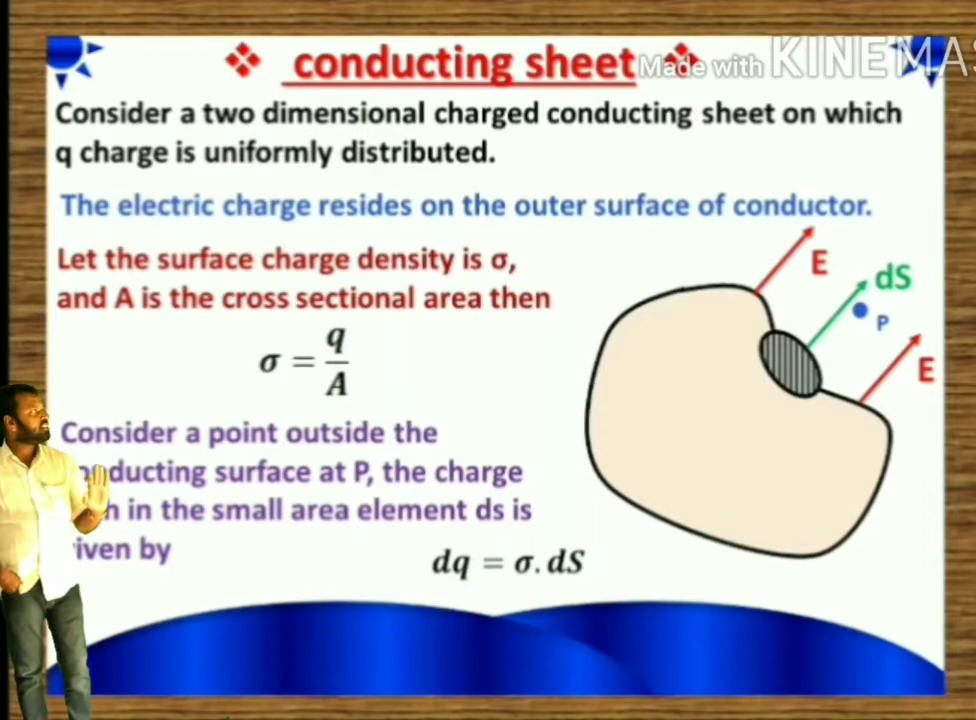 conducting sheet
Made with KINEMAS
Consider a two dimensional charged conducting sheet on which
q charge is uniformly distributed.
The electric charge resides on the outer surface of conductor.
Let the surface charge density is σ,
and A is the cross sectional area then
σ = q/A
E
dS
P
E
Consider a point outside the
nducting surface at P, the charge
in the small area element ds is
iven by
dq = σ. dS